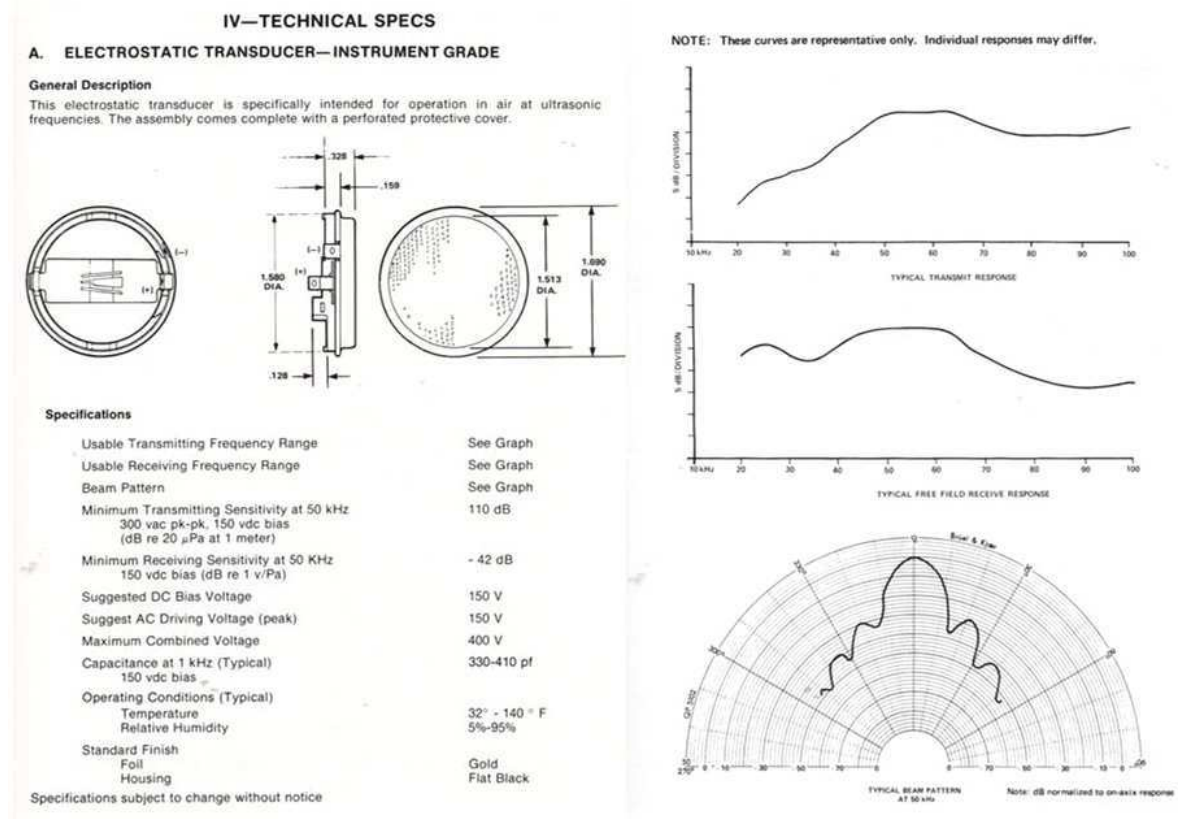 IV—TECHNICAL SPECS
A. ELECTROSTATIC TRANSDUCER—INSTRUMENT GRADE
General Description
This electrostatic transducer is specifically intended for operation in air at ultrasonic
frequencies. The assembly comes complete with a perforated protective cover.
.328
.159
(-)
(+)
(-)
(+)
1.580
DIA.
1.513
DIA.
1.690
DIA.
.128
Specifications
Usable Transmitting Frequency Range See Graph
Usable Receiving Frequency Range See Graph
Beam Pattern See Graph
Minimum Transmitting Sensitivity at 50 kHz 110 dB
300 vac pk-pk, 150 vdc bias
(dB re 20 µPa at 1 meter)
Minimum Receiving Sensitivity at 50 KHz - 42 dB
150 vdc bias (dB re 1 v/Pa)
Suggested DC Bias Voltage 150 V
Suggest AC Driving Voltage (peak) 150 V
Maximum Combined Voltage 400 V
Capacitance at 1 kHz (Typical) 330-410 pf
150 vdc bias
Operating Conditions (Typical)
Temperature 32° - 140 ° F
Relative Humidity 5%-95%
Standard Finish
Foil Gold
Housing Flat Black
Specifications subject to change without notice
NOTE: These curves are representative only. Individual responses may differ.
5 dB/DIVISION
10 kHz 20 30 40 50 60 70 80 90 100
TYPICAL TRANSMIT RESPONSE
5 dB/DIVISION
10 kHz 20 30 40 50 60 70 80 90 100
TYPICAL FREE FIELD RECEIVE RESPONSE
Brüel & Kjær
0
330°
300°
QP 5102
TYPICAL BEAM PATTERN
AT 50 kHz
Note: dB normalized to on-axis response